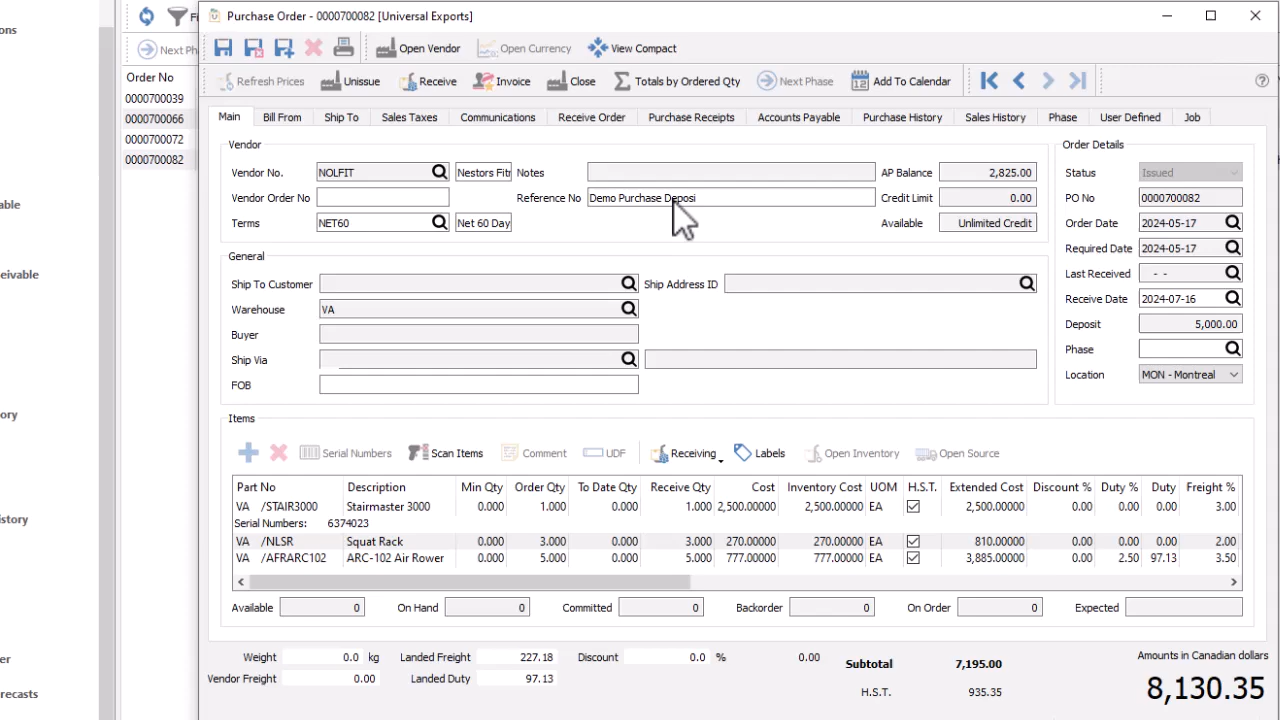 Purchase Order - 0000700082 [Universal Exports]
Open Vendor Open Currency View Compact
Refresh Prices Unissue Receive Invoice Close Totals by Ordered Qty Next Phase 12 Add To Calendar
Next Ph
Order No
0000700039
0000700066
0000700072
0000700082
ons
able
ceivable
ory
history
er
recasts
Main Bill From Ship To Sales Taxes Communications Receive Order Purchase Receipts Accounts Payable Purchase History Sales History Phase User Defined Job
Vendor
Vendor No. NOLFIT Nestors Fitn Notes AP Balance 2,825.00
Vendor Order No Reference No Demo Purchase Deposi Credit Limit 0.00
Terms NET60 Net 60 Day Available Unlimited Credit
General
Ship To Customer Ship Address ID
Warehouse VA
Buyer
Ship Via
FOB
Order Details
Status Issued
PO No 0000700082
Order Date 2024-05-17
Required Date 2024-05-17
Last Received - -
Receive Date 2024-07-16
Deposit 5,000.00
Phase
Location MON - Montreal
Items
Serial Numbers Scan Items Comment UDF Receiving Labels Open Inventory Open Source
Part No Description Min Qty Order Qty To Date Qty Receive Qty Cost Inventory Cost UOM H.S.T. Extended Cost Discount % Duty % Duty Freight %
VA /STAIR3000 Stairmaster 3000 0.000 1.000 0.000 1.000 2,500.00000 2,500.00000 EA 2,500.00000 0.00 0.00 0.00 3.00
Serial Numbers: 6374023
VA /NLSR Squat Rack 0.000 3.000 0.000 3.000 270.00000 270.00000 EA 810.00000 0.00 0.00 0.00 2.00
VA /AFRARC102 ARC-102 Air Rower 0.000 5.000 0.000 5.000 777.00000 777.00000 EA 3,885.00000 0.00 2.50 97.13 3.50
Available 0 On Hand 0 Committed 0 Backorder 0 On Order 0 Expected
Weight 0.0 kg Landed Freight 227.18 Discount 0.0 % 0.00 Subtotal 7,195.00
Vendor Freight 0.00 Landed Duty 97.13 H.S.T. 935.35
Amounts in Canadian dollars
8,130.35